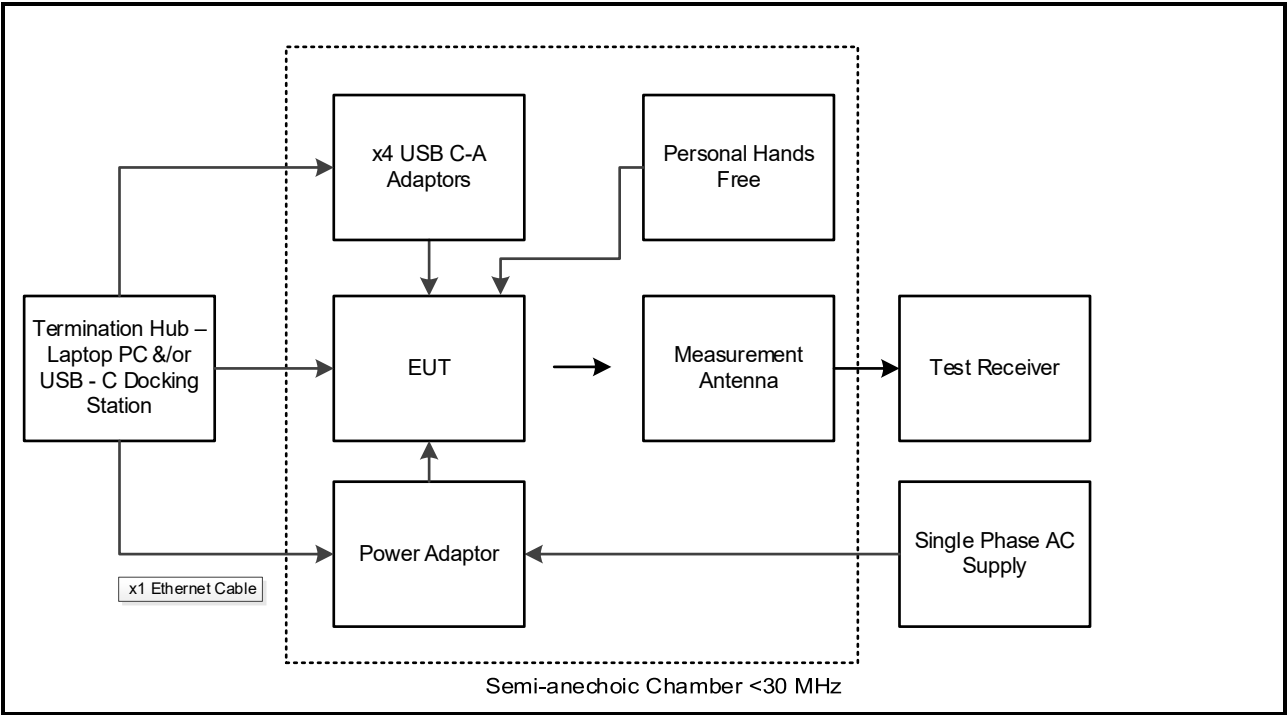 x4 USB C-A
Adaptors
Personal Hands
Free
Termination Hub –
Laptop PC &/or
USB - C Docking
Station
EUT
Measurement
Antenna
Test Receiver
Power Adaptor
Single Phase AC
Supply
x1 Ethernet Cable
Semi-anechoic Chamber <30 MHz